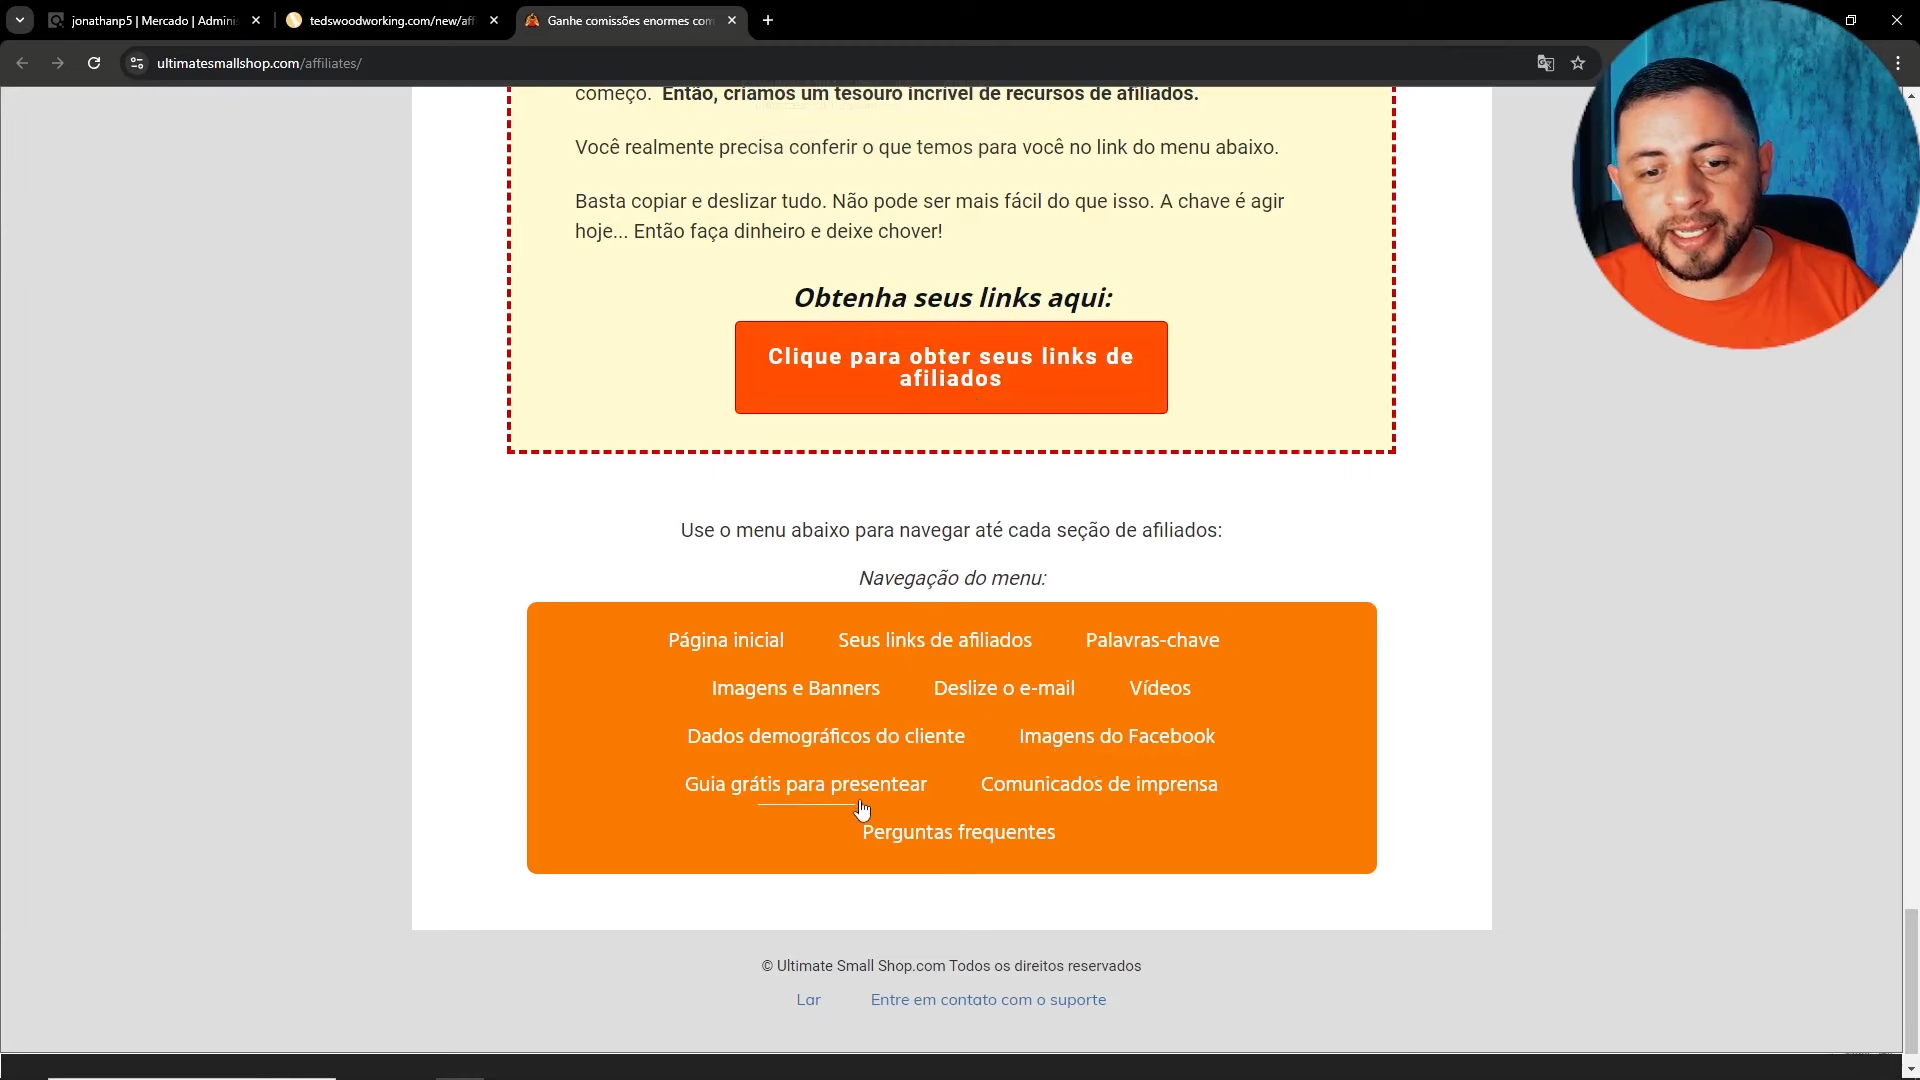 jonathanp5 | Mercado | Admini
tedswoodworking.com/new/aff
Ganhe comissões enormes com
ultimatesmallshop.com/affiliates/
começo. Então, criamos um tesouro incrível de recursos de afiliados.
Você realmente precisa conferir o que temos para você no link do menu abaixo.
Basta copiar e deslizar tudo. Não pode ser mais fácil do que isso. A chave é agir
hoje... Então faça dinheiro e deixe chover!
Obtenha seus links aqui:
Clique para obter seus links de
afiliados
Use o menu abaixo para navegar até cada seção de afiliados:
Navegação do menu:
Página inicial
Seus links de afiliados
Palavras-chave
Imagens e Banners
Deslize o e-mail
Vídeos
Dados demográficos do cliente
Imagens do Facebook
Guia grátis para presentear
Comunicados de imprensa
Perguntas frequentes
© Ultimate Small Shop.com Todos os direitos reservados
Lar
Entre em contato com o suporte